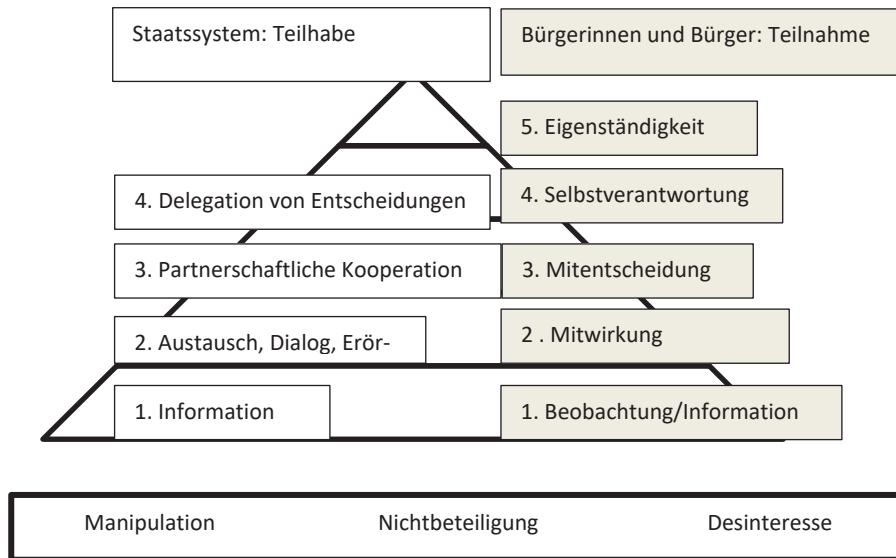 Staatssystem: Teilhabe
Bürgerinnen und Bürger: Teilnahme
5. Eigenständigkeit
4. Delegation von Entscheidungen
4. Selbstverantwortung
3. Partnerschaftliche Kooperation
3. Mitentscheidung
2. Austausch, Dialog, Erör-
2 . Mitwirkung
1. Information
1. Beobachtung/Information
Manipulation
Nichtbeteiligung
Desinteresse